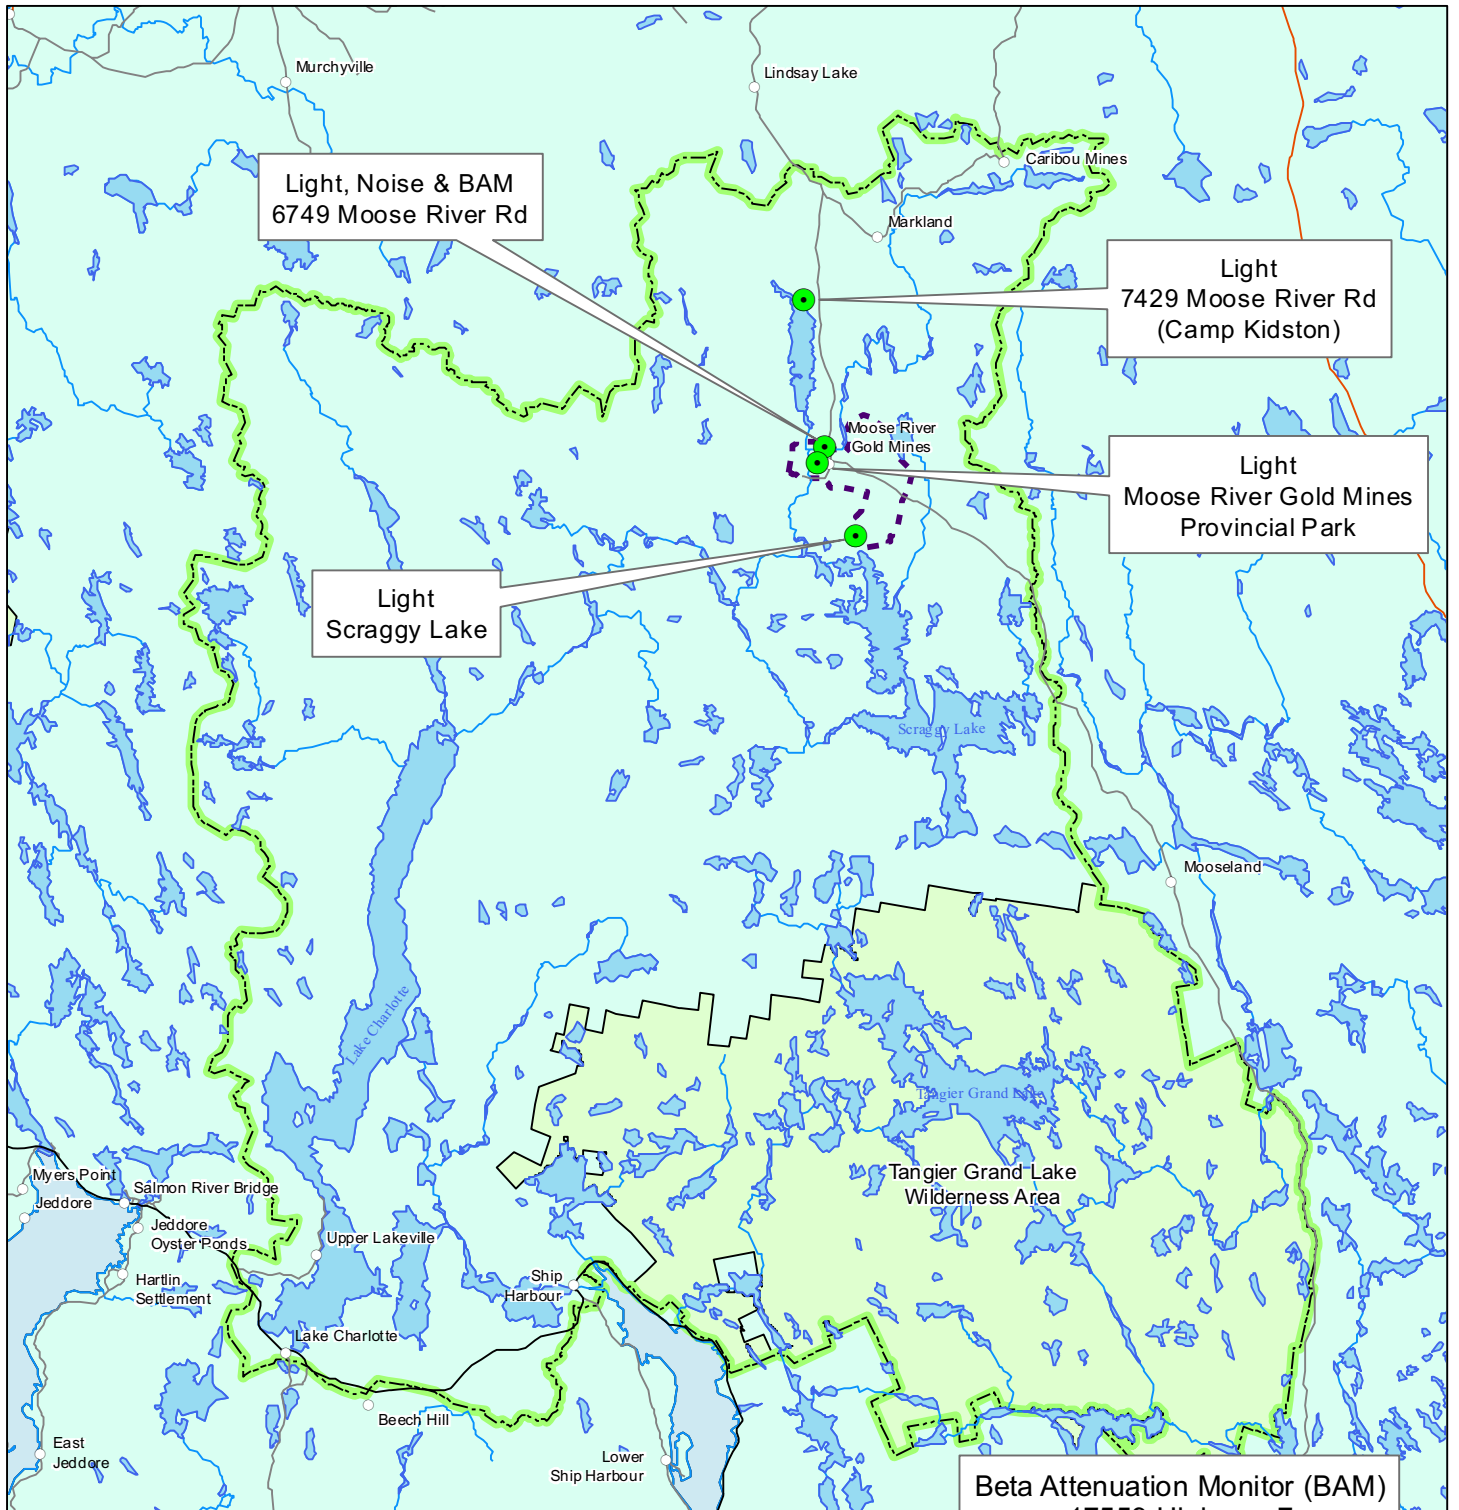 Murchyville
Lindsay Lake
Caribou Mines
Light, Noise & BAM
6749 Moose River Rd
Markland
Light
7429 Moose River Rd
(Camp Kidston)
Moose River
Gold Mines
Light
Moose River Gold Mines
Provincial Park
Light
Scraggy Lake
Scraggy Lake
Mooseland
Lake Charlotte
Tangier Grand Lake
Tangier Grand Lake
Wilderness Area
Myers Point
Salmon River Bridge
Jeddore
Jeddore
Oyster Ponds
Upper Lakeville
Hartlin
Settlement
Ship
Harbour
Lake Charlotte
Beech Hill
East
Jeddore
Lower
Ship Harbour
Beta Attenuation Monitor (BAM)